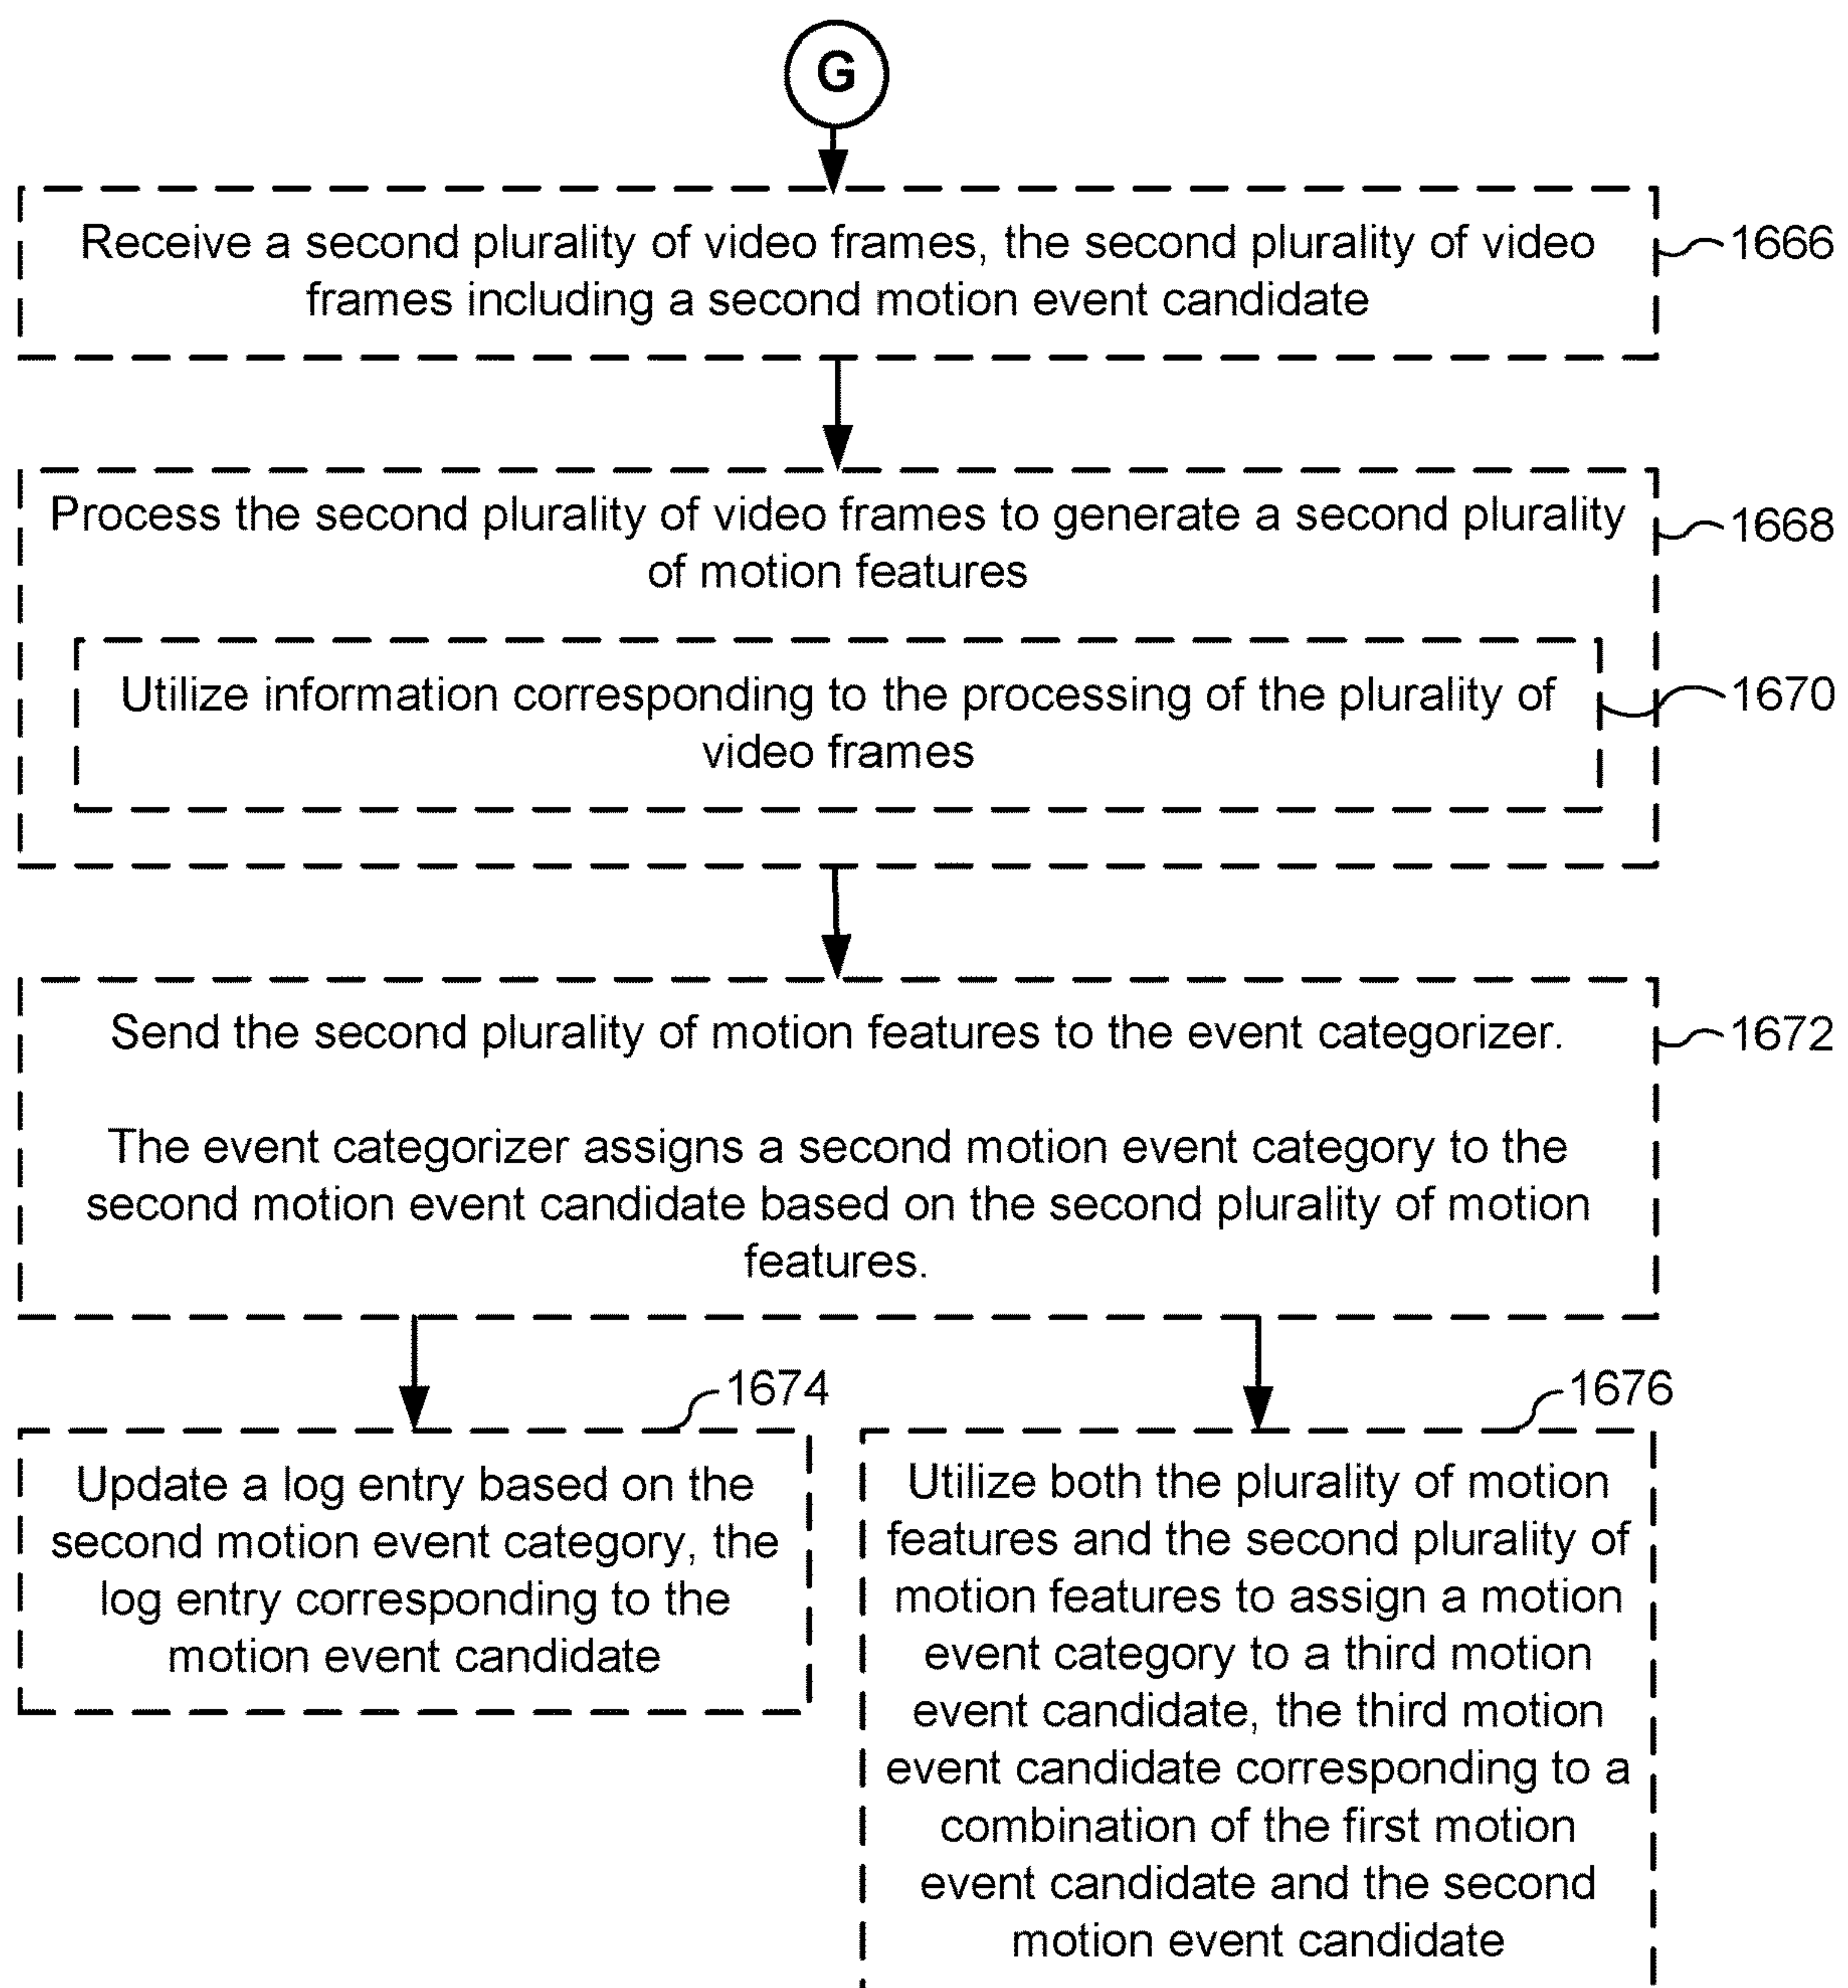 G
Receive a second plurality of video frames, the second plurality of video
frames including a second motion event candidate
1666
Process the second plurality of video frames to generate a second plurality
of motion features
1668
Utilize information corresponding to the processing of the plurality of
video frames
1670
Send the second plurality of motion features to the event categorizer.
1672
The event categorizer assigns a second motion event category to the
second motion event candidate based on the second plurality of motion
features.
1674
Update a log entry based on the
second motion event category, the
log entry corresponding to the
motion event candidate
1676
Utilize both the plurality of motion
features and the second plurality of
motion features to assign a motion
event category to a third motion
event candidate, the third motion
event candidate corresponding to a
combination of the first motion
event candidate and the second
motion event candidate